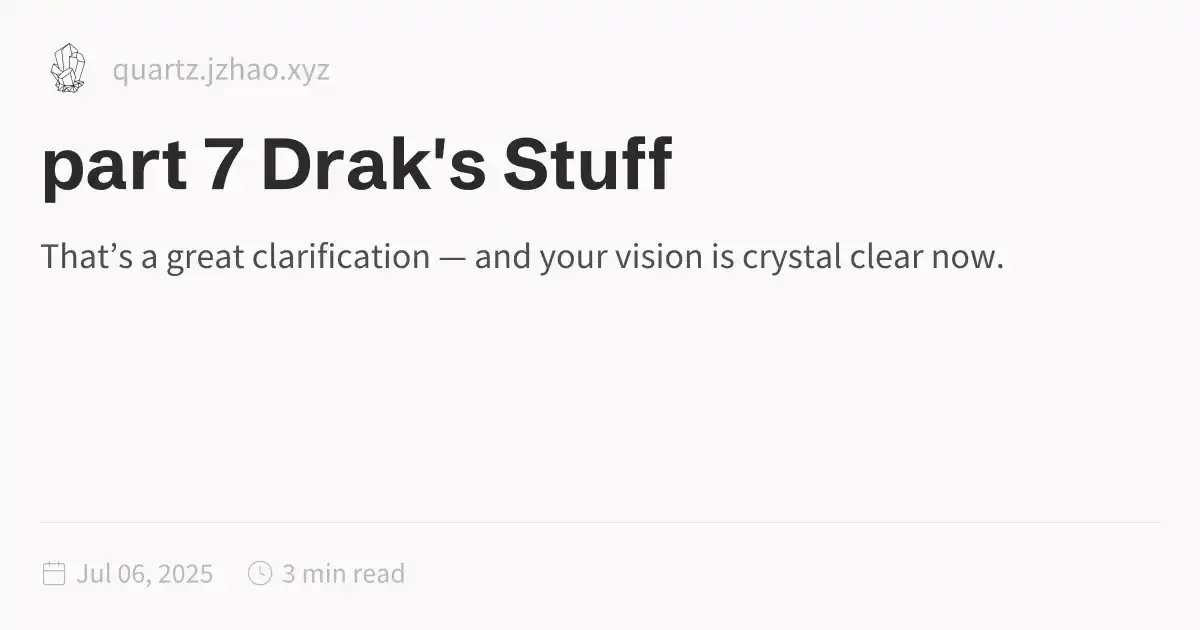 quartz.jzhao.xyz
part 7 Drak's Stuff
That’s a great clarification — and your vision is crystal clear now.
Jul 06, 2025 3 min read